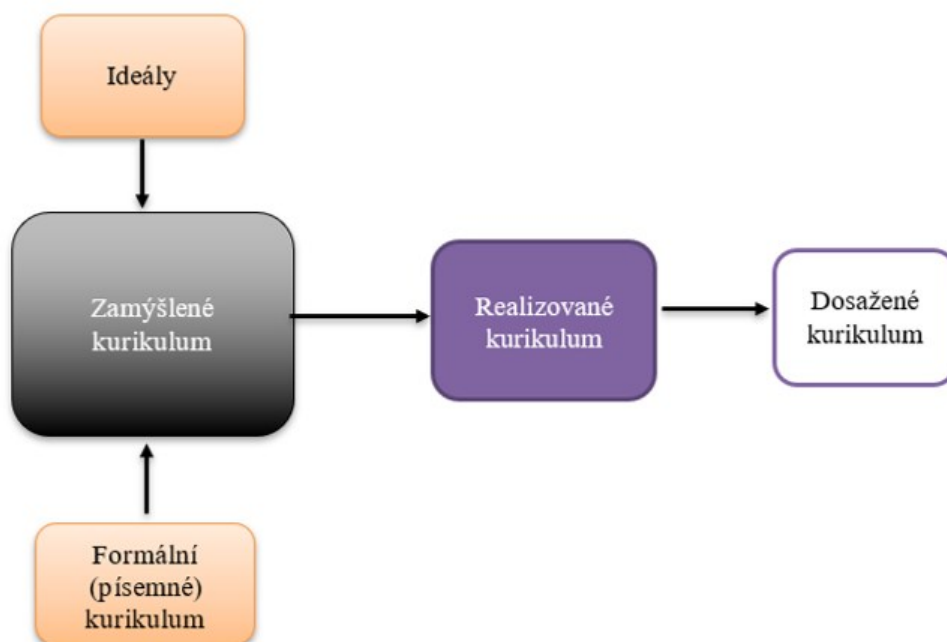 Ideály
Zamýšlené
kurikulum
Realizované
kurikulum
Dosažené
kurikulum
Formální
(písemné)
kurikulum